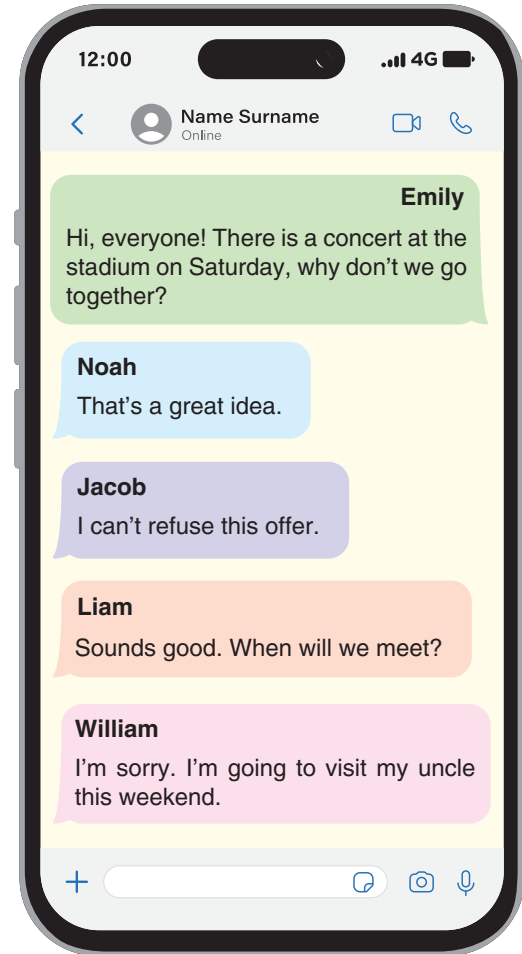 12:00
4G
Name Surname
Online
Emily
Hi, everyone! There is a concert at the
stadium on Saturday, why don’t we go
together?
Noah
That’s a great idea.
Jacob
I can’t refuse this offer.
Liam
Sounds good. When will we meet?
William
I’m sorry. I’m going to visit my uncle
this weekend.